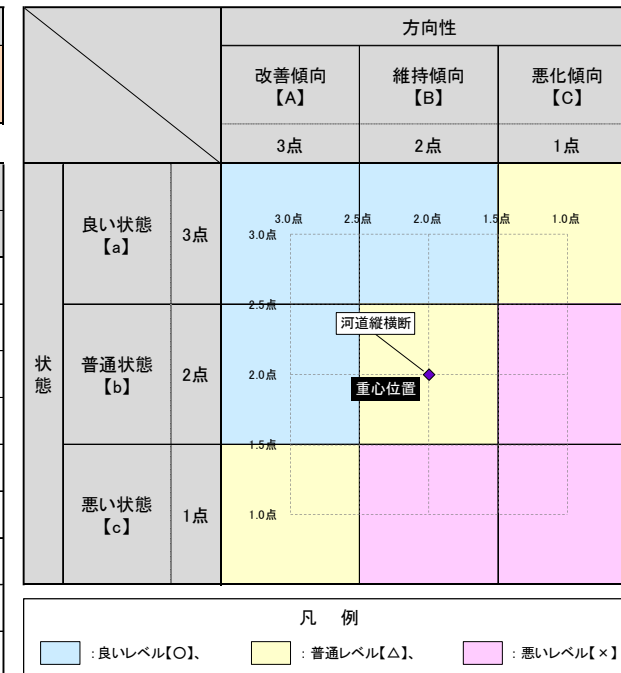 方向性
改善傾向
【A】
維持傾向
【B】
悪化傾向
【C】
3点
2点
1点
状態
良い状態
【a】
3点
普通状態
【b】
2点
悪い状態
【c】
1点
3.0点
2.5点
2.0点
1.5点
1.0点
3.0点
2.5点
2.0点
1.5点
1.0点
河道縦横断
重心位置
凡 例
：良いレベル【○】、
：普通レベル【△】、
：悪いレベル【×】